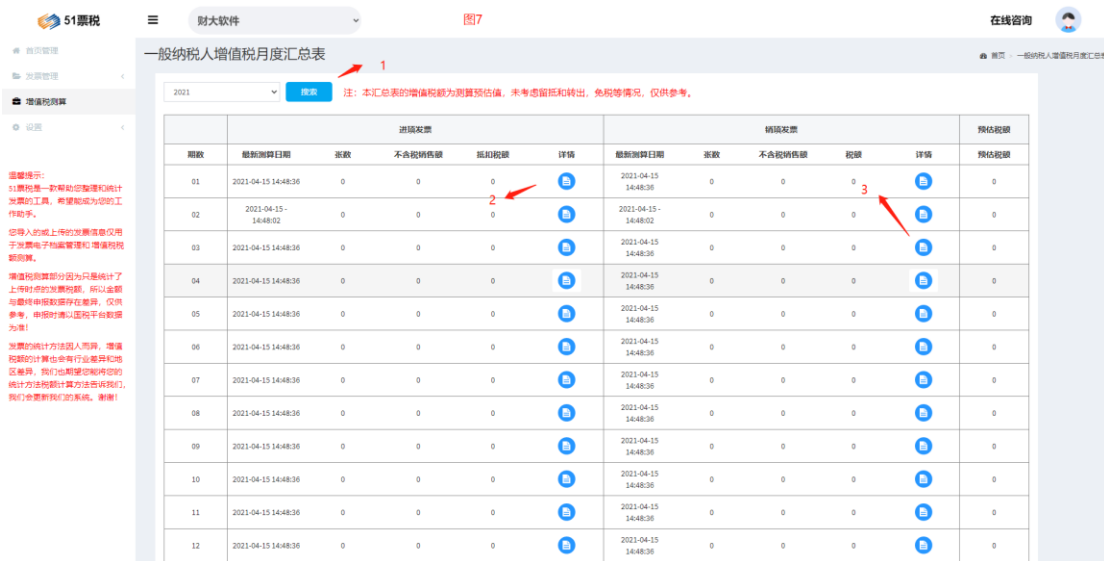 51票税
财大软件
图7
在线咨询
首页管理
发票管理
增值税测算
设置
温馨提示：
51票税是一款帮助您整理和统计
发票的工具，希望能成为您的工
作助手。
您导入的或上传的发票信息仅用
于发票电子档案管理和 增值税税
额测算。
增值税测算部分因为只是统计了
上传时点的发票税额，所以金额
与最终申报数据存在差异，仅供
参考，申报时请以国税平台数据
为准！
发票的统计方法因人而异，增值
税额的计算也会有行业差异和地
区差异，我们也期望您能将您的
统计方法税额计算方法告诉我们，
我们会更新我们的系统。谢谢！
一般纳税人增值税月度汇总表
首页 一般纳税人增值税月度汇总表
1
2021 搜索 注：本汇总表的增值税额为测算预估值，未考虑留抵和转出，免税等情况，仅供参考。
进项发票 销项发票 预估税额
期数 最新测算日期 张数 不含税销售额 抵扣税额 详情 最新测算日期 张数 不含税销售额 税额 详情 预估税额
01 2021-04-15 14:48:36 0 0 0 2021-04-15 14:48:36 0 0 0 0
2 3
02 2021-04-15 - 14:48:02 0 0 0 2021-04-15 - 14:48:02 0 0 0 0
03 2021-04-15 14:48:36 0 0 0 2021-04-15 14:48:36 0 0 0 0
04 2021-04-15 14:48:36 0 0 0 2021-04-15 14:48:36 0 0 0 0
05 2021-04-15 14:48:36 0 0 0 2021-04-15 14:48:36 0 0 0 0
06 2021-04-15 14:48:36 0 0 0 2021-04-15 14:48:36 0 0 0 0
07 2021-04-15 14:48:36 0 0 0 2021-04-15 14:48:36 0 0 0 0
08 2021-04-15 14:48:36 0 0 0 2021-04-15 14:48:36 0 0 0 0
09 2021-04-15 14:48:36 0 0 0 2021-04-15 14:48:36 0 0 0 0
10 2021-04-15 14:48:36 0 0 0 2021-04-15 14:48:36 0 0 0 0
11 2021-04-15 14:48:36 0 0 0 2021-04-15 14:48:36 0 0 0 0
12 2021-04-15 14:48:36 0 0 0 2021-04-15 14:48:36 0 0 0 0